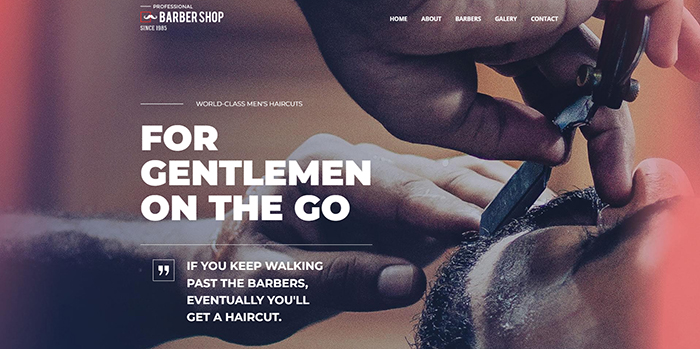 PROFESSIONAL
BARBER SHOP
SINCE 1985
HOME ABOUT BARBERS GALERY CONTACT
WORLD-CLASS MEN'S HAIRCUTS
FOR
GENTLEMEN
ON THE GO
IF YOU KEEP WALKING
PAST THE BARBERS,
EVENTUALLY YOU'LL
GET A HAIRCUT.